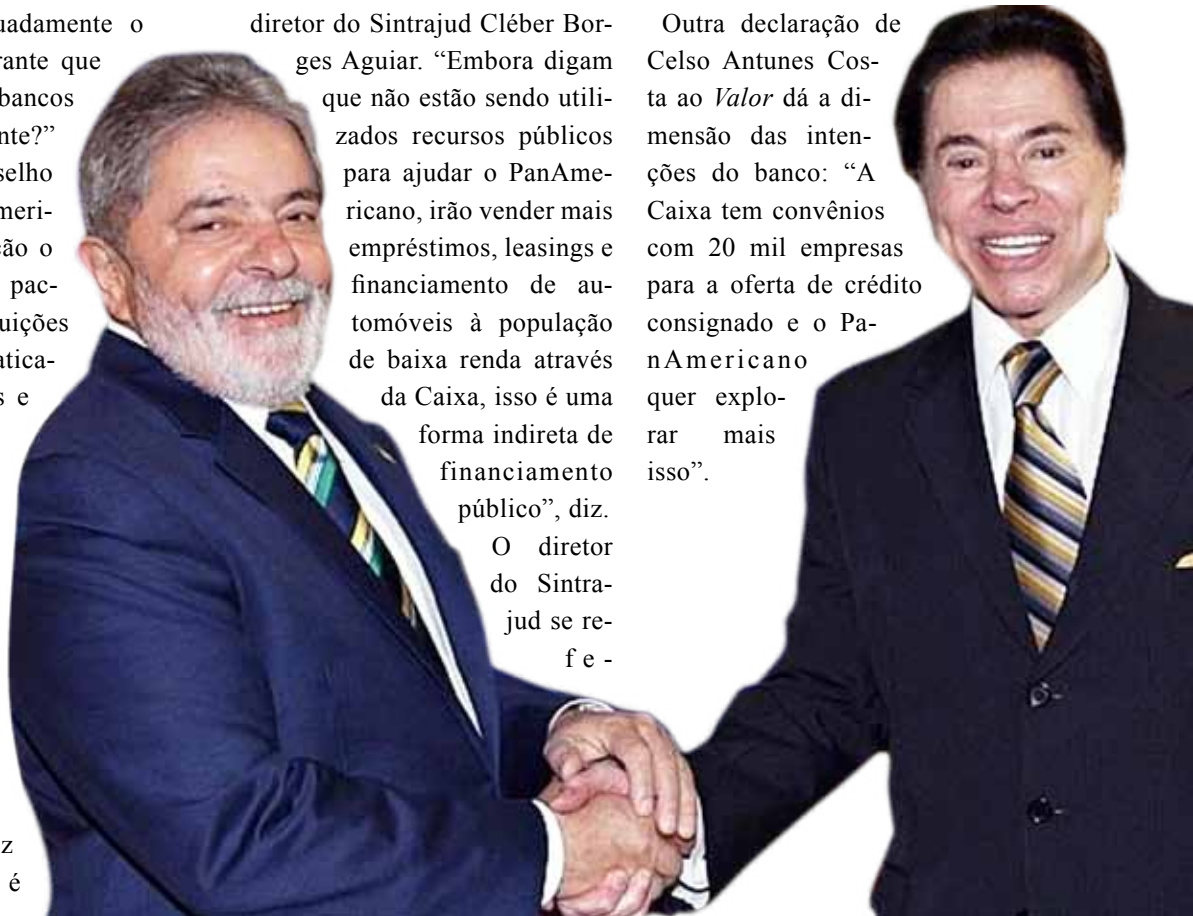 uadamente o
rante que
bancos
nte?”
selho
meri-
ão o
pac-
uições
atica-
s e
z
é
diretor do Sintrajud Cléber Bor-
ges Aguiar. “Embora digam
que não estão sendo utili-
zados recursos públicos
para ajudar o PanAme-
ricano, irão vender mais
empréstimos, leasings e
financiamento de au-
tomóveis à população
de baixa renda através
da Caixa, isso é uma
forma indireta de
financiamento
público”, diz.
O diretor
do Sintra-
jud se re-
f e -
Outra declaração de
Celso Antunes Cos-
ta ao Valor dá a di-
mensão das inten-
ções do banco: “A
Caixa tem convênios
com 20 mil empresas
para a oferta de crédito
consignado e o Pa-
nAmericano
quer explo-
rar mais
isso”.